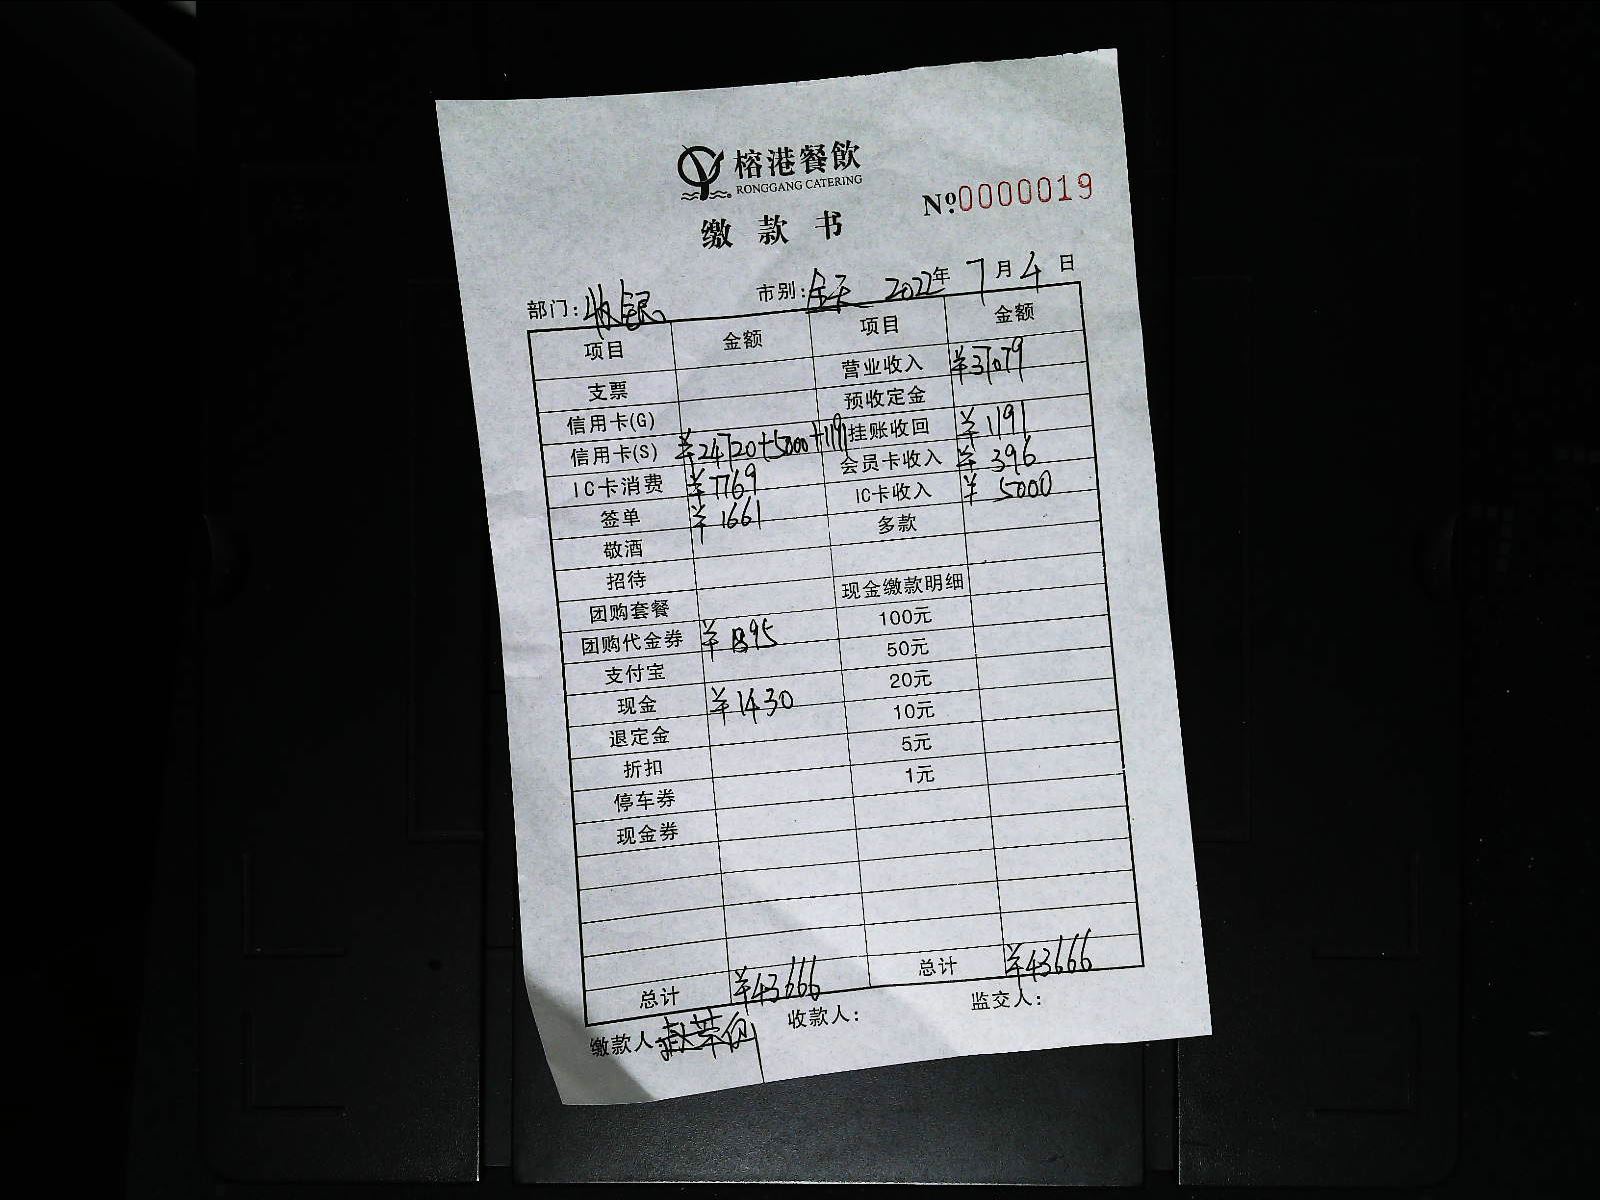 榕港餐飲
RONGGANG CATERING
Nº:0000019
缴 款 书
部门: 收银 市别: 全天 2022年 7月 4日
项目 金额 项目 金额
支票 营业收入 ¥37079
信用卡(G) 预收定金
信用卡(S) ¥24720+5000+1191 挂账收回 ¥1191
IC卡消费 ¥7769 会员卡收入 ¥396
签单 ¥1661 IC卡收入 ¥5000
敬酒 多款
招待
团购套餐 现金缴款明细
团购代金券 ¥1895 100元
支付宝 50元
现金 ¥1430 20元
退定金 10元
折扣 5元
停车券 1元
现金券
总计 ¥43666 总计 ¥43666
缴款人: 收款人: 监交人: